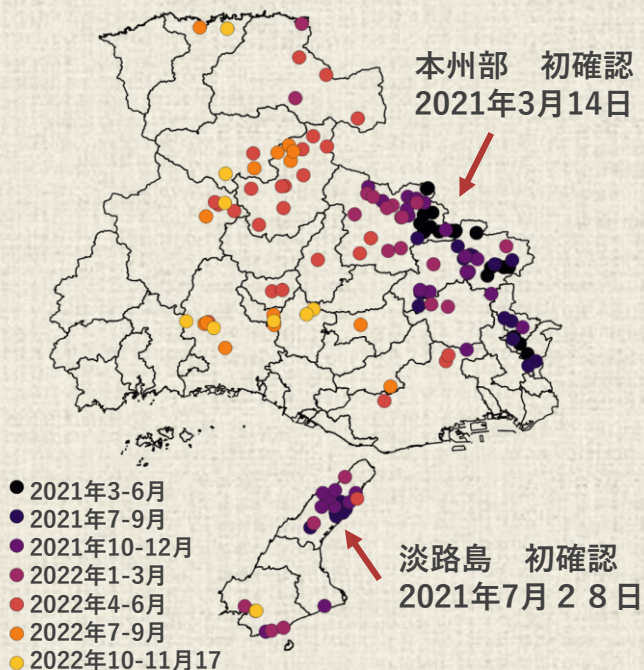 本州部　初確認
2021年3月14日
淡路島　初確認
2021年7月２８日
2021年3-6月
2021年7-9月
2021年10-12月
2022年1-3月
2022年4-6月
2022年7-9月
2022年10-11月17